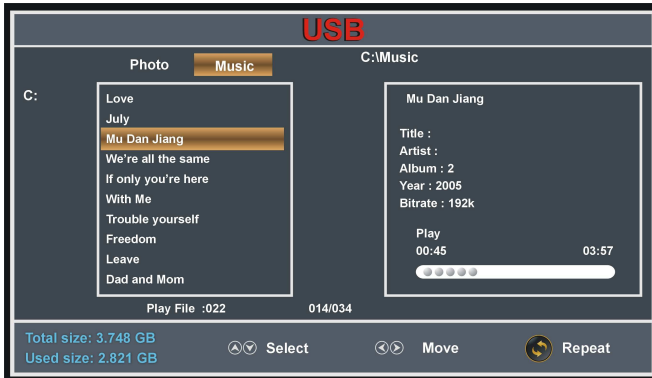 USB
Photo Music C:\Music
C:
Love
July
Mu Dan Jiang
We're all the same
If only you're here
With Me
Trouble yourself
Freedom
Leave
Dad and Mom
Mu Dan Jiang
Title :
Artist :
Album : 2
Year : 2005
Bitrate : 192k
Play
00:45 03:57
Play File :022 014/034
Total size: 3.748 GB
Used size: 2.821 GB
Select Move Repeat